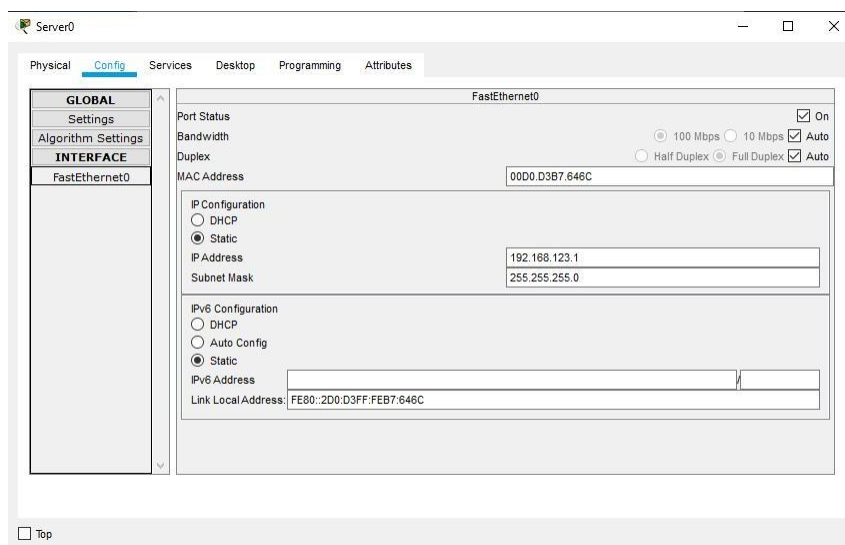 Server0
Physical Config Services Desktop Programming Attributes
GLOBAL
Settings
Algorithm Settings
INTERFACE
FastEthernet0
FastEthernet0
Port Status On
Bandwidth 100 Mbps 10 Mbps Auto
Duplex Half Duplex Full Duplex Auto
MAC Address 00D0.D3B7.646C
IP Configuration
DHCP
Static
IP Address 192.168.123.1
Subnet Mask 255.255.255.0
IPv6 Configuration
DHCP
Auto Config
Static
IPv6 Address /
Link Local Address: FE80::2D0:D3FF:FEB7:646C
Top